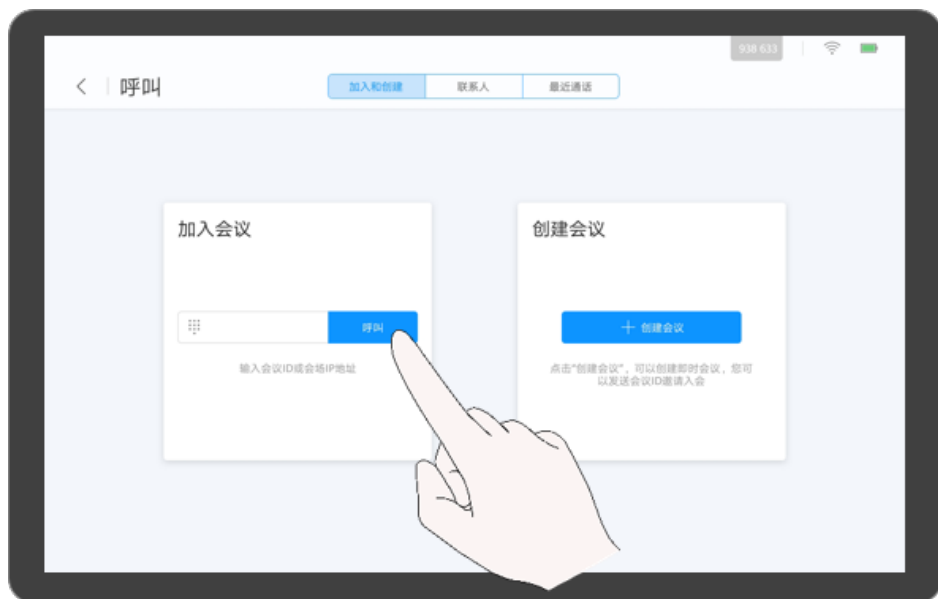 938 633
呼叫
加入和创建
联系人
最近通话
加入会议
呼叫
输入会议ID或会场IP地址
创建会议
创建会议
点击"创建会议"，可以创建即时会议，您可
以发送会议ID邀请入会